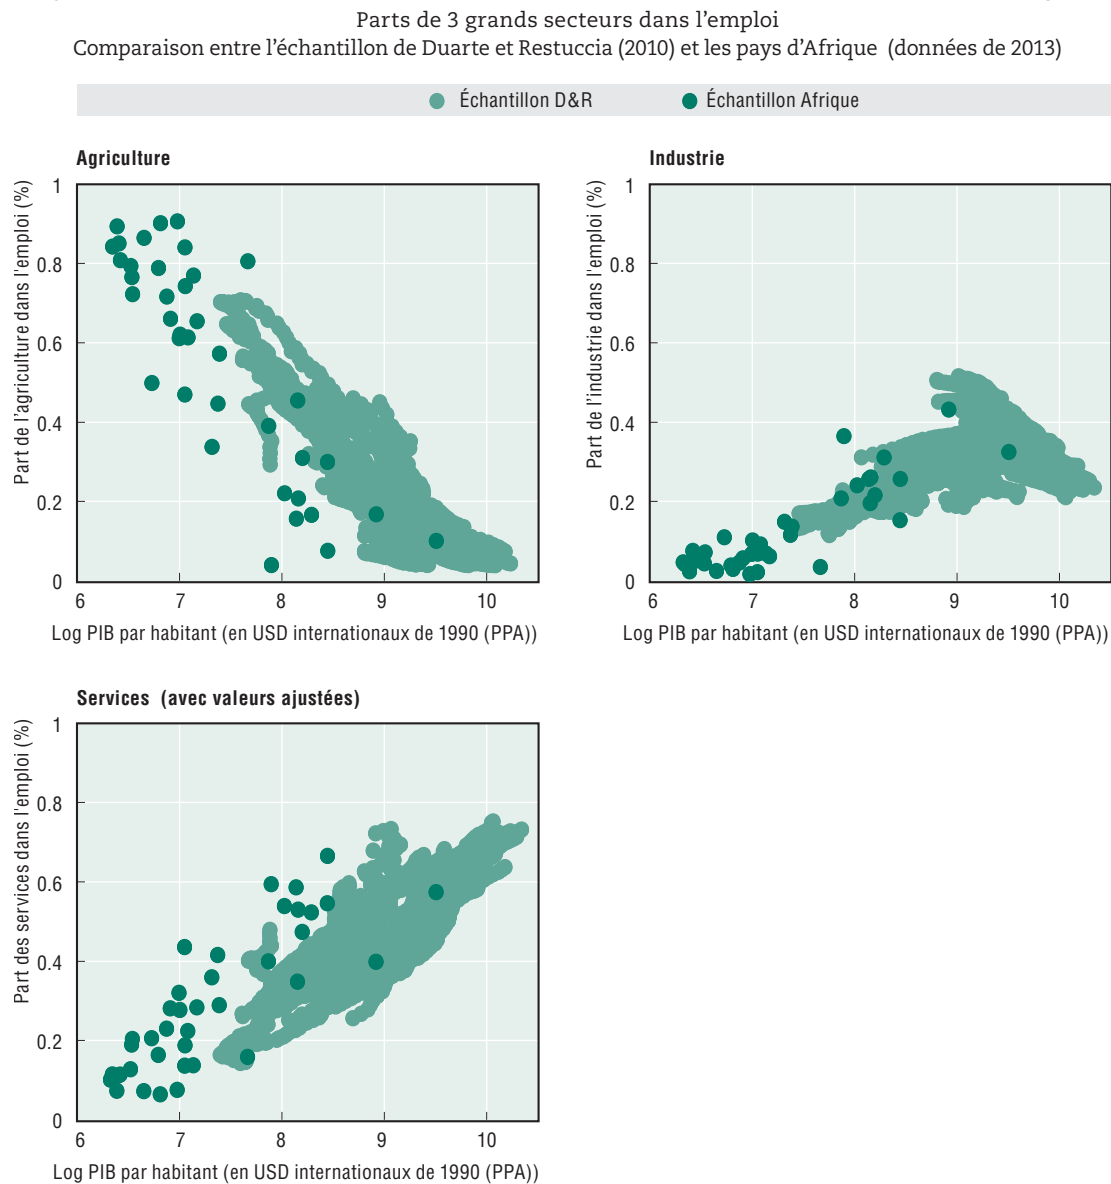 Parts de 3 grands secteurs dans l’emploi
Comparaison entre l’échantillon de Duarte et Restuccia (2010) et les pays d’Afrique (données de 2013)
Échantillon D&R
Échantillon Afrique
Agriculture
Part de l'agriculture dans l'emploi (%)
1
0.8
0.6
0.4
0.2
0
6
7
8
9
10
Log PIB par habitant (en USD internationaux de 1990 (PPA))
Industrie
Part de l'industrie dans l'emploi (%)
1
0.8
0.6
0.4
0.2
0
6
7
8
9
10
Log PIB par habitant (en USD internationaux de 1990 (PPA))
Services (avec valeurs ajustées)
Part des services dans l'emploi (%)
1
0.8
0.6
0.4
0.2
0
6
7
8
9
10
Log PIB par habitant (en USD internationaux de 1990 (PPA))